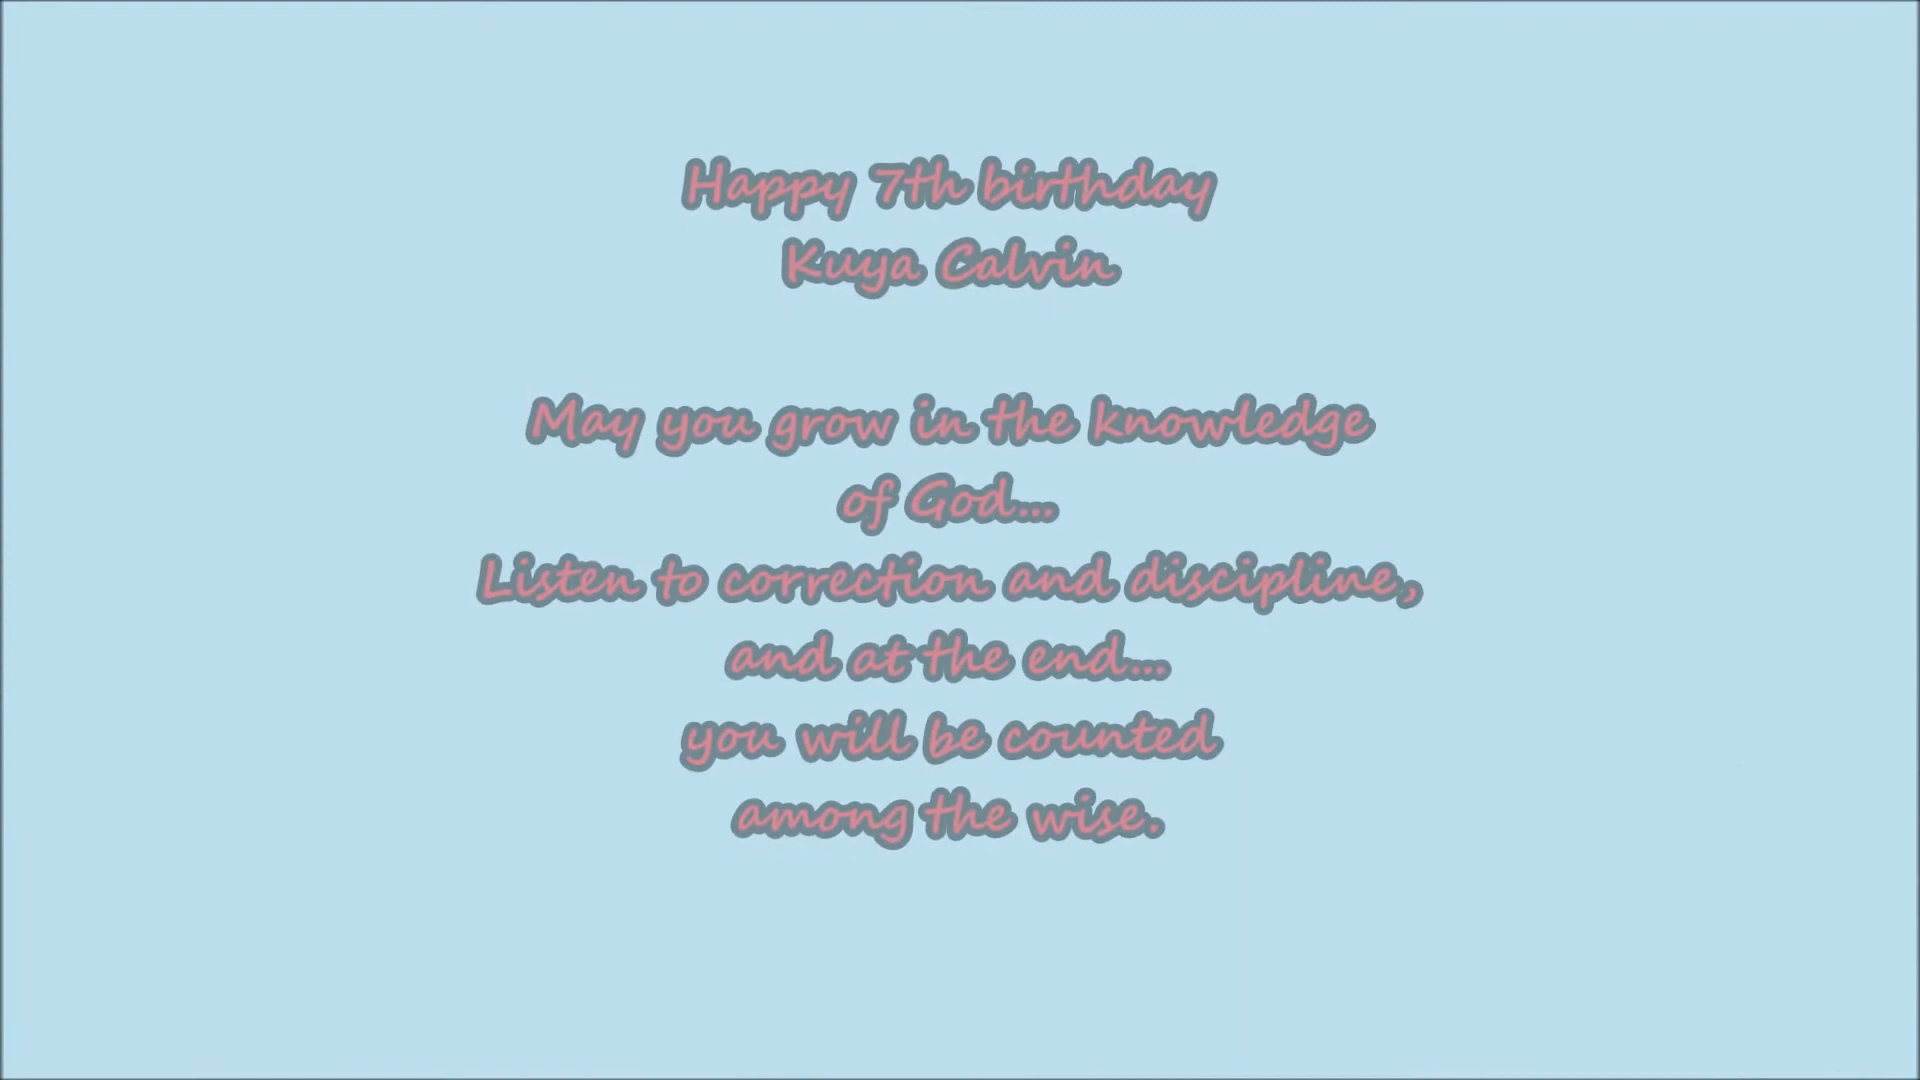 Happy 7th birthday
Kuya Calvin
May you grow in the knowledge
of God...
Listen to correction and discipline,
and at the end...
you will be counted
among the wise.